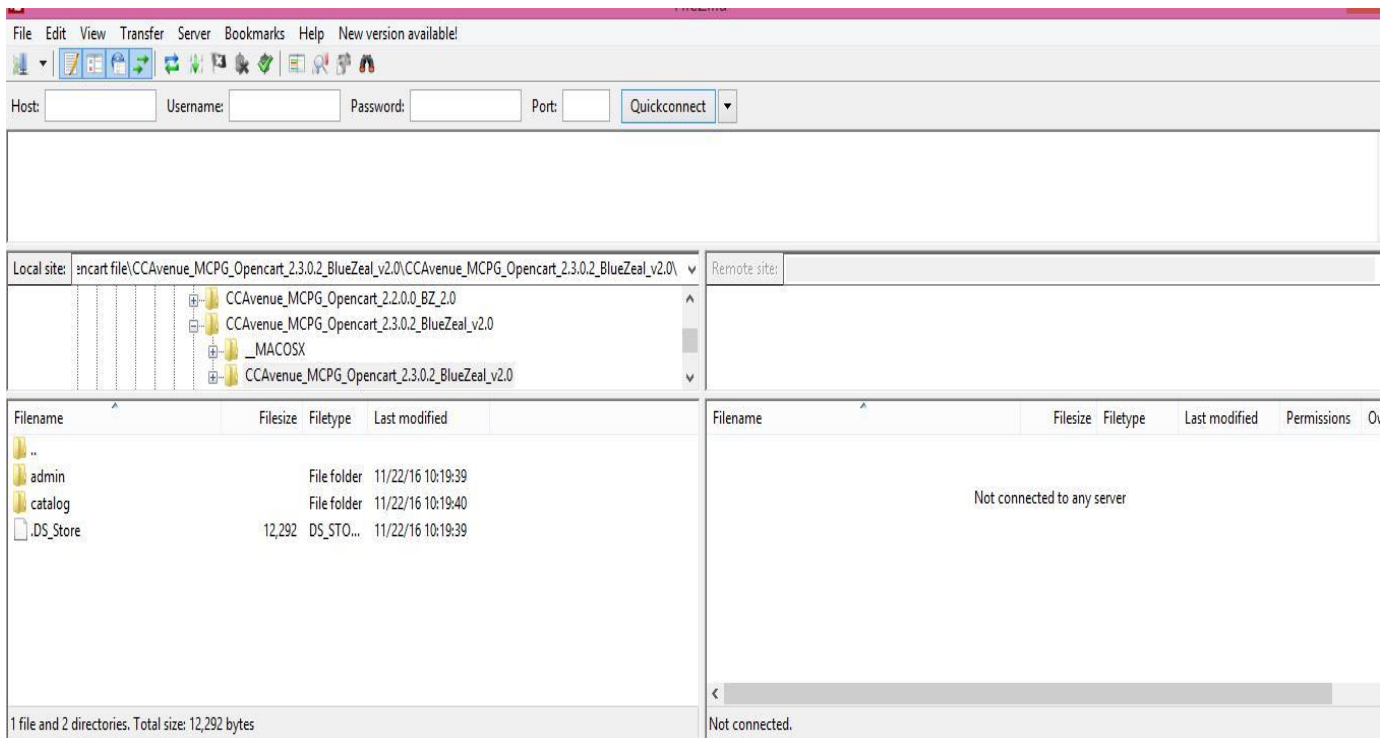 File Edit View Transfer Server Bookmarks Help New version available!
Host: Username: Password: Port: Quickconnect
Local site: encart file\CCAvenue_MCPG_Opencart_2.3.0.2_BlueZeal_v2.0\CCAvenue_MCPG_Opencart_2.3.0.2_BlueZeal_v2.0\
Remote site:
CCAvenue_MCPG_Opencart_2.2.0.0_BZ_2.0
CCAvenue_MCPG_Opencart_2.3.0.2_BlueZeal_v2.0
__MACOSX
CCAvenue_MCPG_Opencart_2.3.0.2_BlueZeal_v2.0
Filename Filesize Filetype Last modified
..
admin File folder 11/22/16 10:19:39
catalog File folder 11/22/16 10:19:40
.DS_Store 12,292 DS_STO... 11/22/16 10:19:39
1 file and 2 directories. Total size: 12,292 bytes
Filename Filesize Filetype Last modified Permissions
Not connected to any server
Not connected.